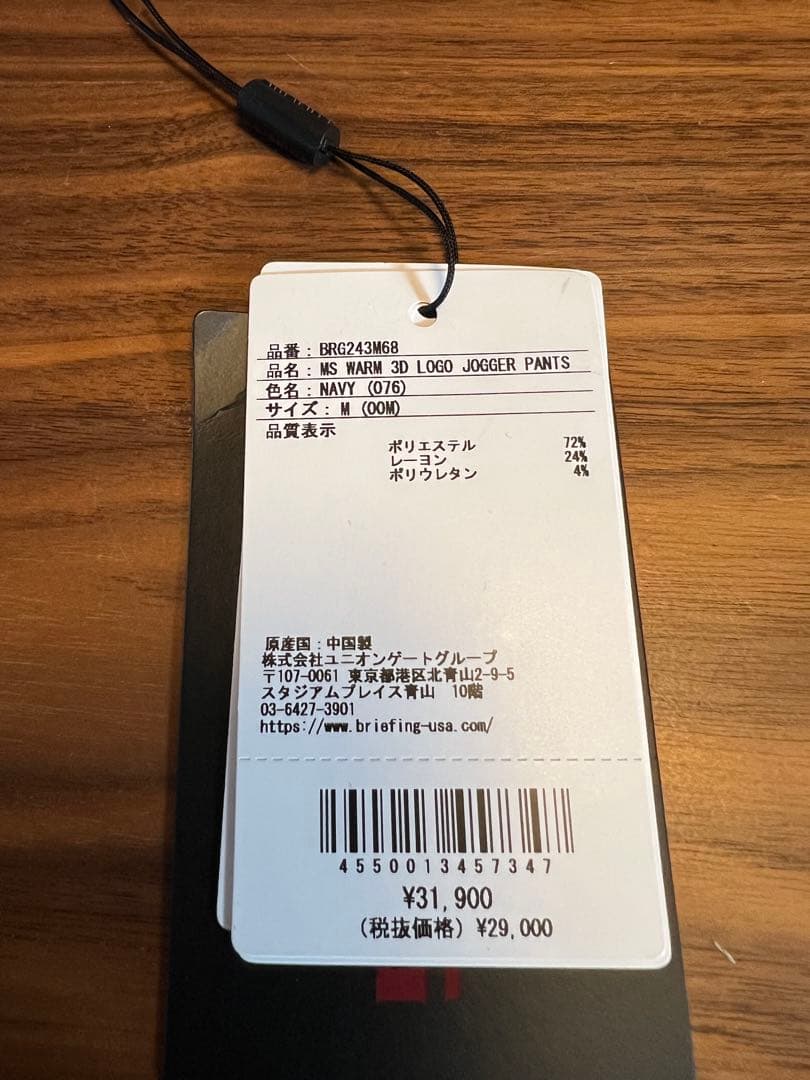 品番：BRG243M68
品名：MS WARM 3D LOGO JOGGER PANTS
色名：NAVY (076)
サイズ：M (00M)
品質表示
ポリエステル 72%
レーヨン 24%
ポリウレタン 4%
原産国：中国製
株式会社ユニオンゲートグループ
〒107-0061 東京都港区北青山2-9-5
スタジアムプレイス青山 10階
03-6427-3901
https://www.briefing-usa.com/
4550013457347
¥31,900
(税抜価格) ¥29,000